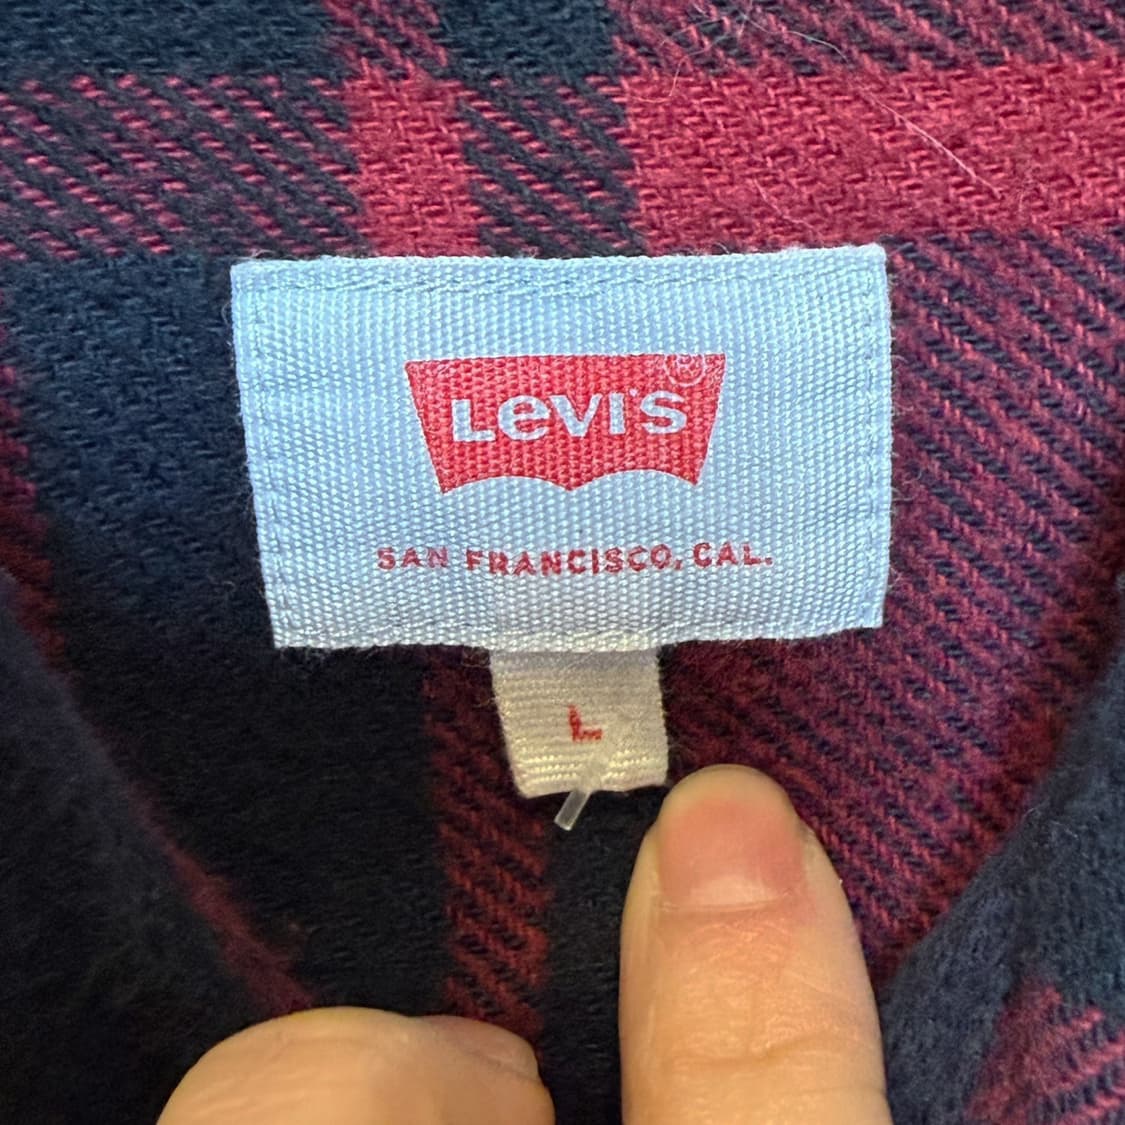 Levi's®
SAN FRANCISCO, CAL.
L